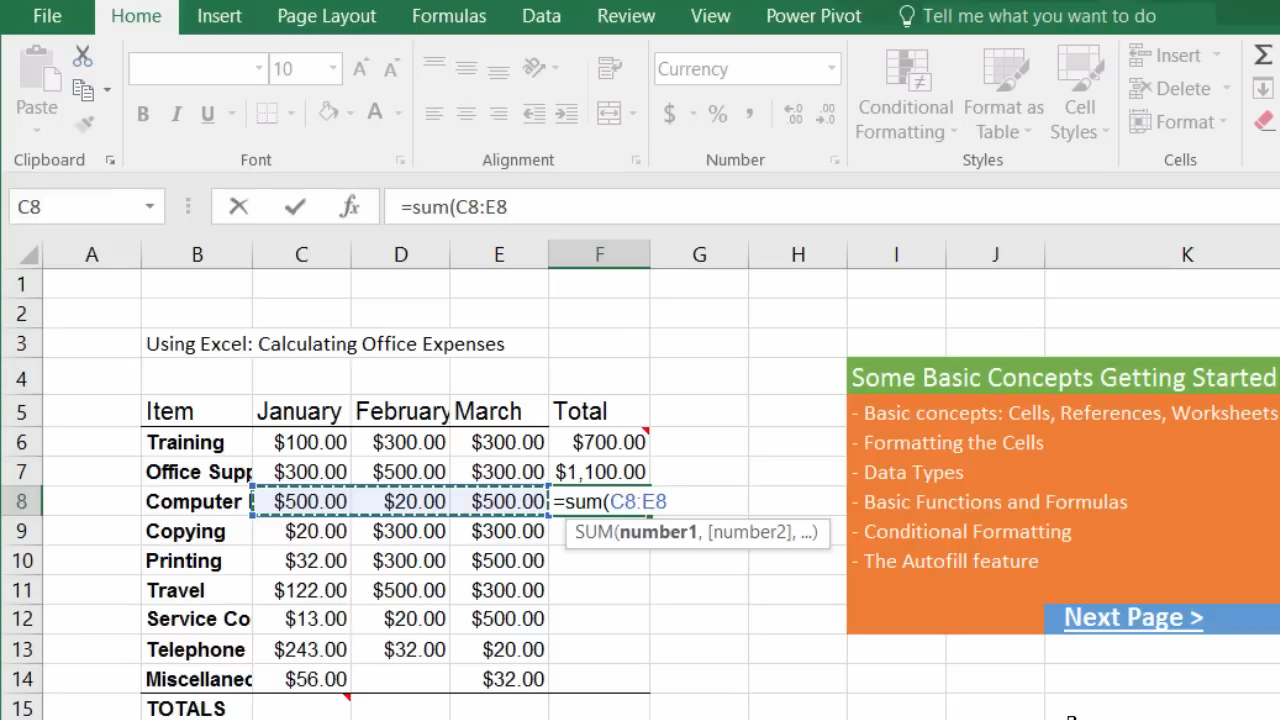 File Home Insert Page Layout Formulas Data Review View Power Pivot Tell me what you want to do
10 Currency Insert Σ
Paste B I U A $ % , Conditional Format as Cell Delete
Formatting Table Styles Format
Clipboard Font Alignment Number Styles Cells
C8 fx =sum(C8:E8
A B C D E F G H I J K
1
2
3 Using Excel: Calculating Office Expenses
4 Some Basic Concepts Getting Started
5 Item January February March Total - Basic concepts: Cells, References, Worksheets
6 Training $100.00 $300.00 $300.00 $700.00 - Formatting the Cells
7 Office Supp $300.00 $500.00 $300.00 $1,100.00 - Data Types
8 Computer $500.00 $20.00 $500.00 =sum(C8:E8 - Basic Functions and Formulas
9 Copying $20.00 $300.00 $300.00 SUM(number1, [number2], ...) - Conditional Formatting
10 Printing $32.00 $300.00 $500.00 - The Autofill feature
11 Travel $122.00 $500.00 $300.00
12 Service Co $13.00 $20.00 $500.00 Next Page >
13 Telephone $243.00 $32.00 $20.00
14 Miscellanec $56.00 $32.00
15 TOTALS